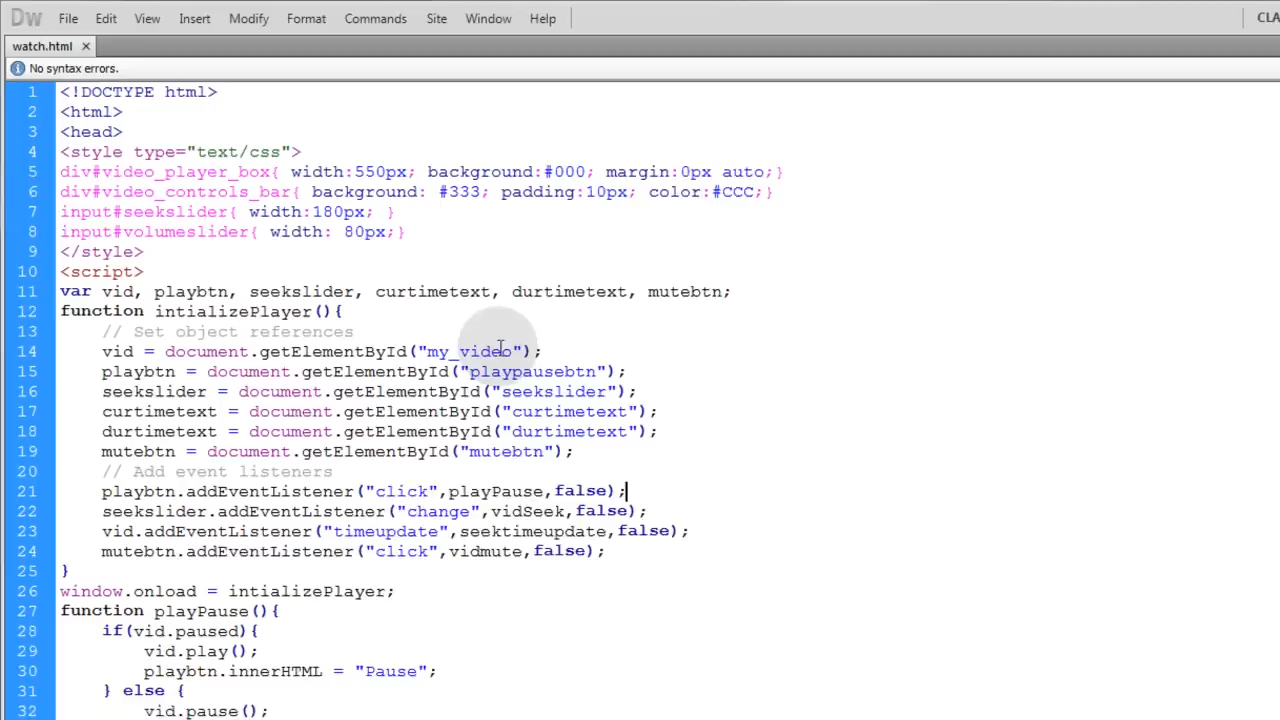 Dw File Edit View Insert Modify Format Commands Site Window Help CLA
watch.html ×
No syntax errors.
1 <!DOCTYPE html>
2 <html>
3 <head>
4 <style type="text/css">
5 div#video_player_box{ width:550px; background:#000; margin:0px auto;}
6 div#video_controls_bar{ background: #333; padding:10px; color:#CCC;}
7 input#seekslider{ width:180px; }
8 input#volumeslider{ width: 80px;}
9 </style>
10 <script>
11 var vid, playbtn, seekslider, curtimetext, durtimetext, mutebtn;
12 function intializePlayer(){
13 // Set object references
14 vid = document.getElementById("my_video");
15 playbtn = document.getElementById("playpausebtn");
16 seekslider = document.getElementById("seekslider");
17 curtimetext = document.getElementById("curtimetext");
18 durtimetext = document.getElementById("durtimetext");
19 mutebtn = document.getElementById("mutebtn");
20 // Add event listeners
21 playbtn.addEventListener("click",playPause,false);
22 seekslider.addEventListener("change",vidSeek,false);
23 vid.addEventListener("timeupdate",seektimeupdate,false);
24 mutebtn.addEventListener("click",vidmute,false);
25 }
26 window.onload = intializePlayer;
27 function playPause(){
28 if(vid.paused){
29 vid.play();
30 playbtn.innerHTML = "Pause";
31 } else {
32 vid.pause();